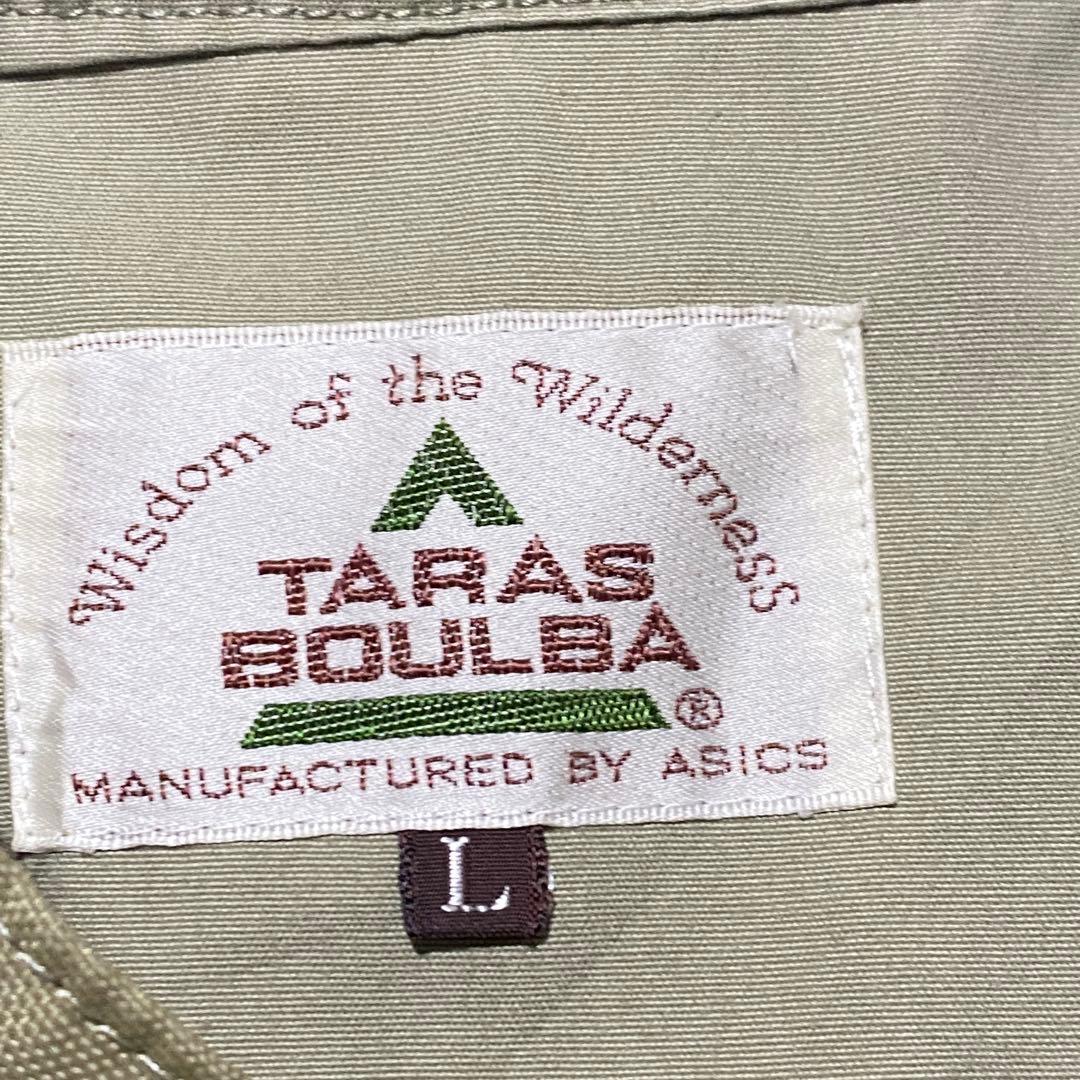 Wisdom of the Wilderness
TARAS
BOULBA
®
MANUFACTURED BY ASICS
L